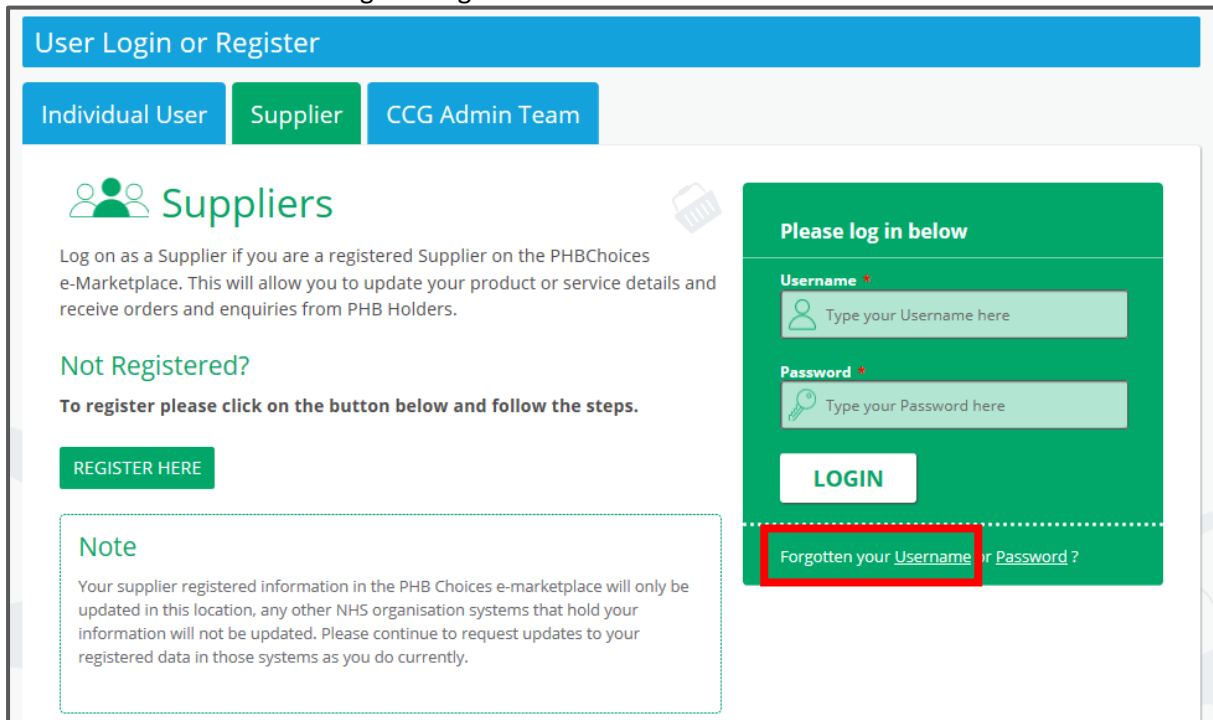 User Login or Register
Individual User
Supplier
CCG Admin Team
Suppliers
Log on as a Supplier if you are a registered Supplier on the PHBChoices
e-Marketplace. This will allow you to update your product or service details and
receive orders and enquiries from PHB Holders.
Not Registered?
To register please click on the button below and follow the steps.
REGISTER HERE
Note
Your supplier registered information in the PHB Choices e-marketplace will only be
updated in this location, any other NHS organisation systems that hold your
information will not be updated. Please continue to request updates to your
registered data in those systems as you do currently.
Please log in below
Username *
Type your Username here
Password *
Type your Password here
LOGIN
Forgotten your Username or Password ?